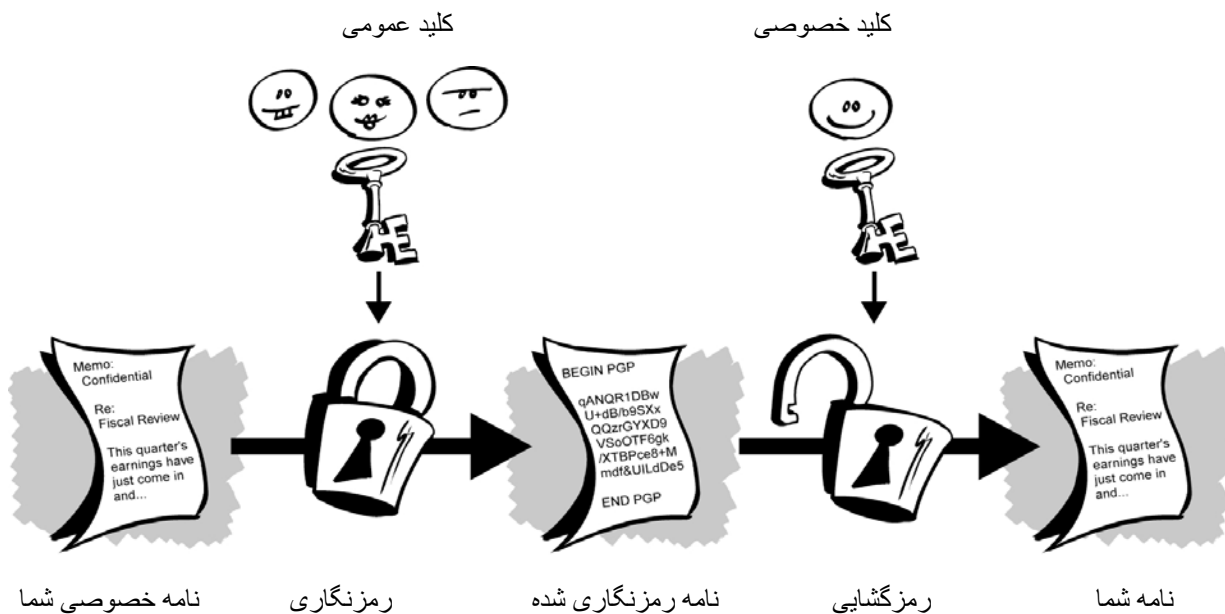 کلید عمومی
کلید خصوصی
Memo:
Confidential
Re:
Fiscal Review
This quarter's
earnings have
just come in
and...
BEGIN PGP
qANQR1DBw
U+dB/b9SXx
QQzrGYXD9
VSoOTF6gk
/XTBPce8+M
mdf&UILdDe5
END PGP
Memo:
Confidential
Re:
Fiscal Review
This quarter's
earnings have
just come in
and...
نامه خصوصی شما
رمزنگاری
نامه رمزنگاری شده
رمزگشایی
نامه شما